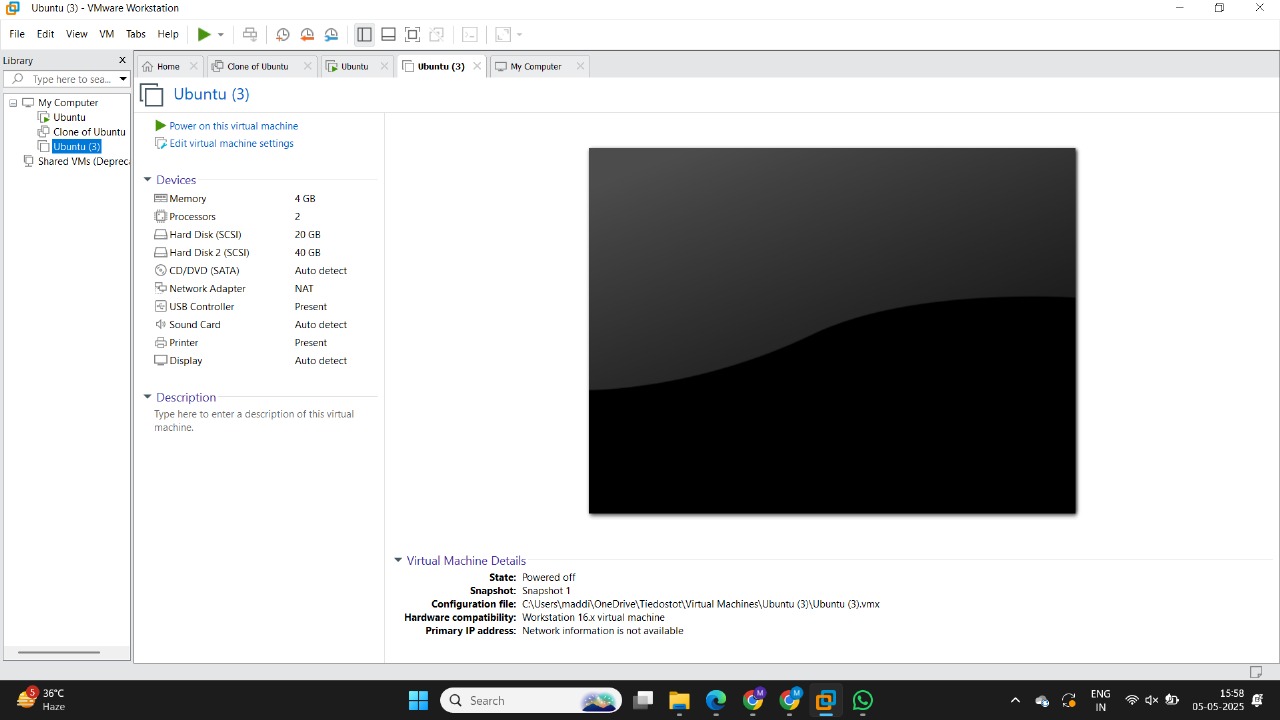 Ubuntu (3) - VMware Workstation
File Edit View VM Tabs Help
Library
Type here to sea...
My Computer
Ubuntu
Clone of Ubuntu
Ubuntu (3)
Shared VMs (Depreca
Home
Clone of Ubuntu
Ubuntu
Ubuntu (3)
My Computer
Ubuntu (3)
Power on this virtual machine
Edit virtual machine settings
Devices
Memory 4 GB
Processors 2
Hard Disk (SCSI) 20 GB
Hard Disk 2 (SCSI) 40 GB
CD/DVD (SATA) Auto detect
Network Adapter NAT
USB Controller Present
Sound Card Auto detect
Printer Present
Display Auto detect
Description
Type here to enter a description of this virtual
machine.
Virtual Machine Details
State: Powered off
Snapshot: Snapshot 1
Configuration file: C:\Users\maddi\OneDrive\Tiedostot\Virtual Machines\Ubuntu (3)\Ubuntu (3).vmx
Hardware compatibility: Workstation 16.x virtual machine
Primary IP address: Network information is not available
5
36°C
Haze
Search
M
M
ENG
IN
15:58
05-05-2025